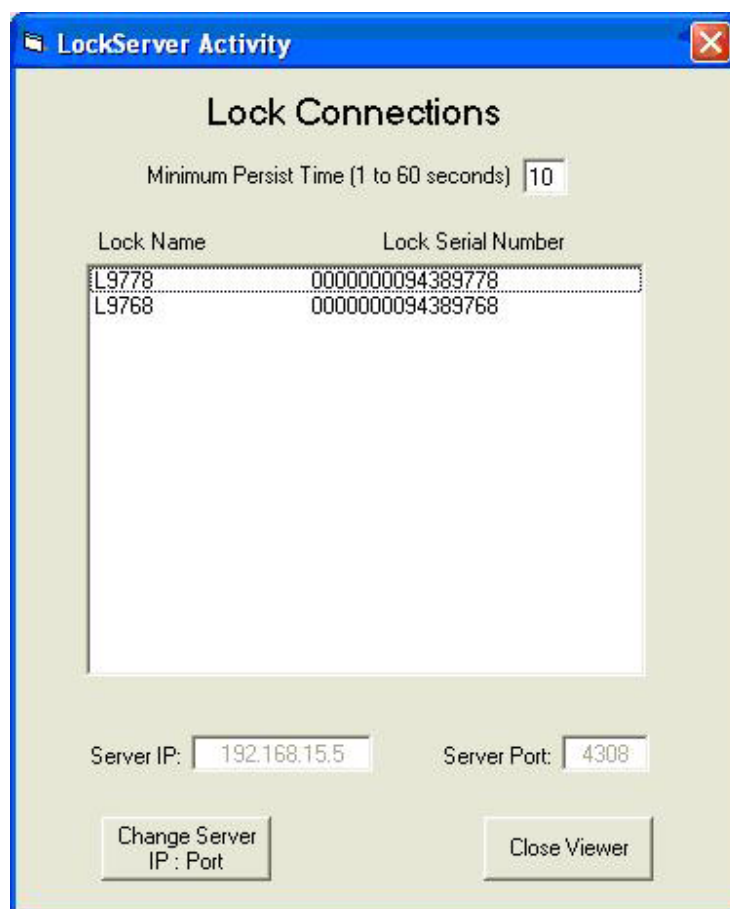 LockServer Activity
Lock Connections
Minimum Persist Time (1 to 60 seconds) 10
Lock Name Lock Serial Number
L9778 0000000094389778
L9768 0000000094389768
Server IP: 192.168.15.5 Server Port: 4308
Change Server
IP : Port
Close Viewer